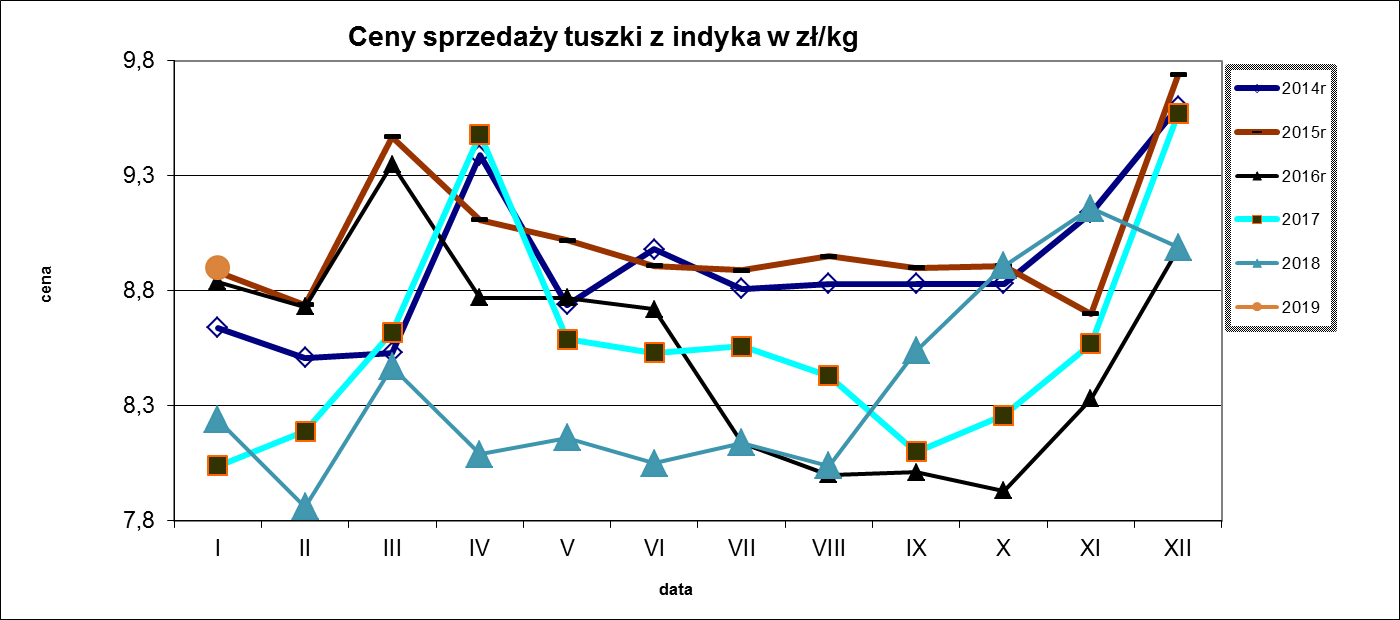 Ceny sprzedaży tuszki z indyka w zł/kg
9,8
9,3
8,8
8,3
7,8
cena
I II III IV V VI VII VIII IX X XI XII
data
2014r
2015r
2016r
2017
2018
2019